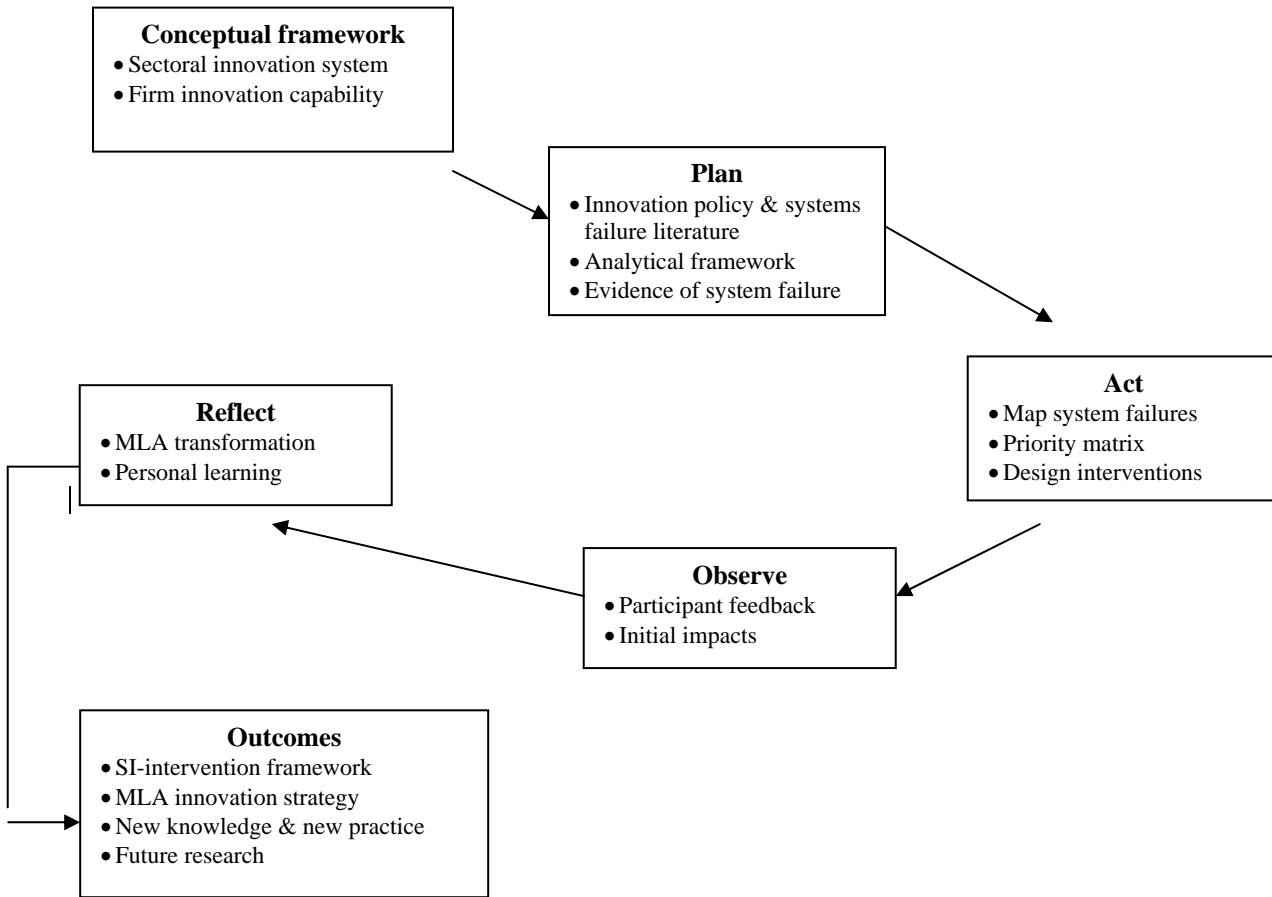 Conceptual framework
• Sectoral innovation system
• Firm innovation capability
Plan
• Innovation policy & systems
failure literature
• Analytical framework
• Evidence of system failure
Act
• Map system failures
• Priority matrix
• Design interventions
Reflect
• MLA transformation
• Personal learning
Observe
• Participant feedback
• Initial impacts
Outcomes
• SI-intervention framework
• MLA innovation strategy
• New knowledge & new practice
• Future research